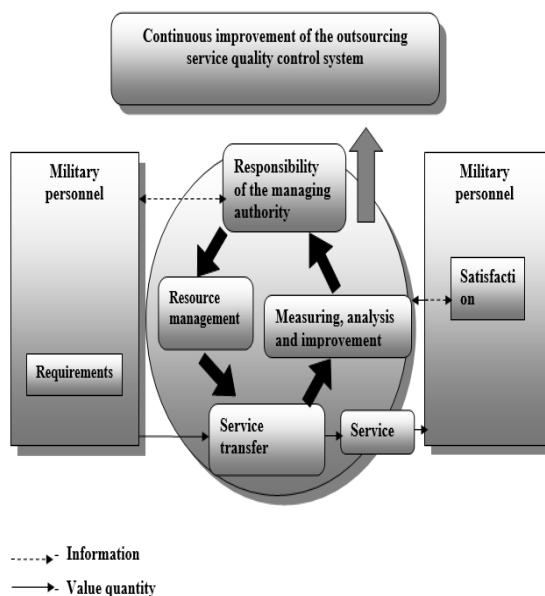 Continuous improvement of the outsourcing
service quality control system
Military
personnel
Responsibility
of the managing
authority
Military
personnel
Resource
management
Measuring, analysis
and improvement
Satisfacti
on
Requirements
Service
transfer
Service
- Information
- Value quantity